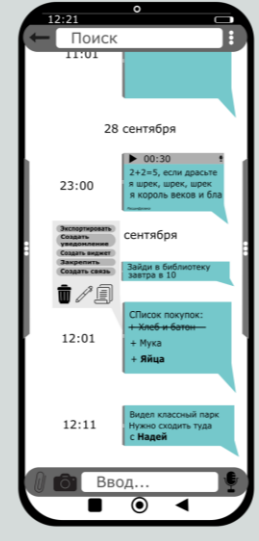 12:21
Поиск
11:01
28 сентября
00:30
2+2=5, если драсьте
я шрек, шрек, шрек
я король веков и бла
23:00
Экспортировать
Создать
уведомление
Создать виджет
Закрепить
Создать связь
сентября
Зайди в библиотеку
завтра в 10
СПисок покупок:
+ Хлеб и батон
+ Мука
+ Яйца
12:01
Видел классный парк
Нужно сходить туда
с Надей
12:11
Ввод...